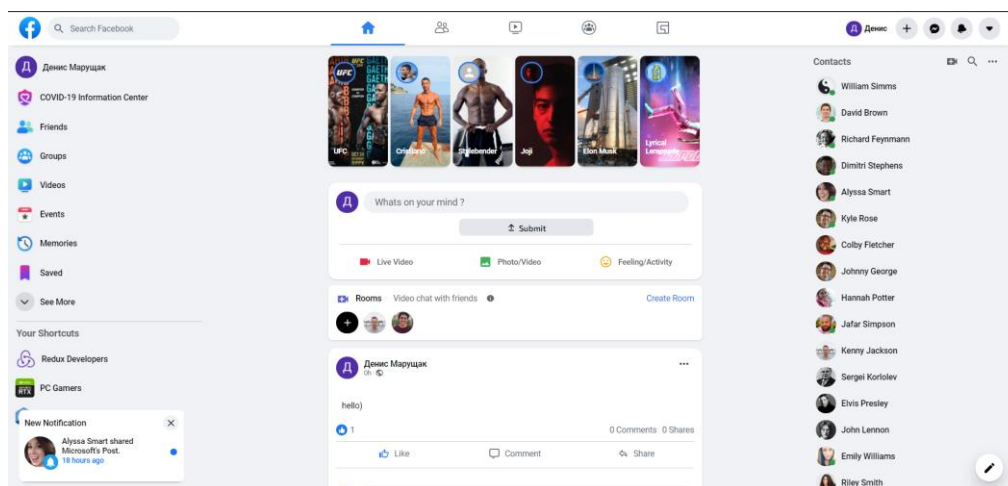 Search Facebook
Денис
Денис Марущак
COVID-19 Information Center
Friends
Groups
Videos
Events
Memories
Saved
See More
Your Shortcuts
Redux Developers
PC Gamers
New Notification
Alyssa Smart shared
Microsoft's Post.
18 hours ago
UFC
UFC
Cristiano
Stylebender
Joji
Elon Musk
Lyrical
Whats on your mind ?
Submit
Live Video
Photo/Video
Feeling/Activity
Rooms
Video chat with friends
Create Room
Денис Марущак
0h
hello)
1
0 Comments 0 Shares
Like
Comment
Share
Contacts
William Simms
David Brown
Richard Feynmann
Dimitri Stephens
Alyssa Smart
Kyle Rose
Colby Fletcher
Johnny George
Hannah Potter
Jafar Simpson
Kenny Jackson
Sergei Korlolev
Elvis Presley
John Lennon
Emily Williams
Riley Smith